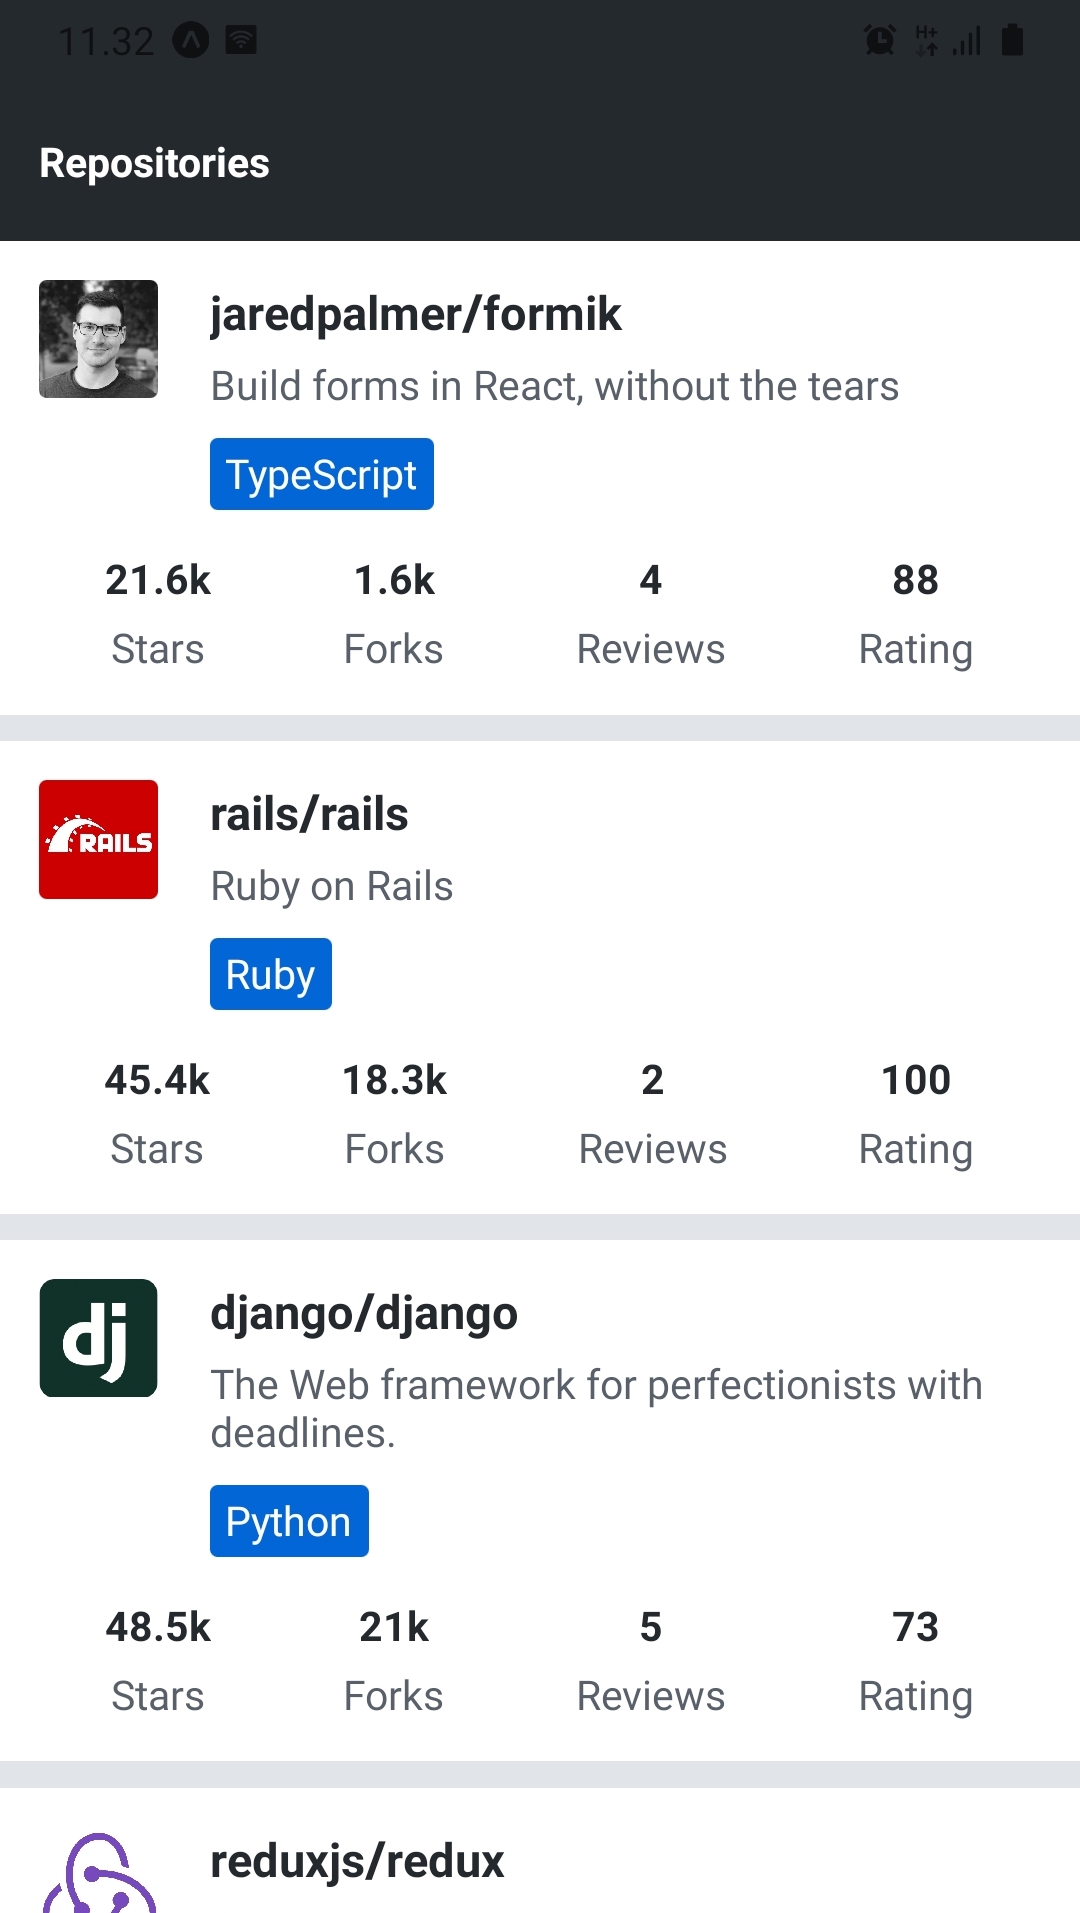 11.32
H+
Repositories
jaredpalmer/formik
Build forms in React, without the tears
TypeScript
21.6k 1.6k 4 88
Stars Forks Reviews Rating
RAILS
rails/rails
Ruby on Rails
Ruby
45.4k 18.3k 2 100
Stars Forks Reviews Rating
dj
django/django
The Web framework for perfectionists with
deadlines.
Python
48.5k 21k 5 73
Stars Forks Reviews Rating
reduxjs/redux